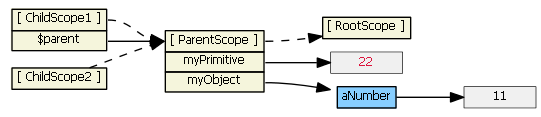 [ ChildScope1 ]
$parent
[ ChildScope2 ]
[ ParentScope ]
myPrimitive
myObject
[ RootScope ]
22
aNumber
11